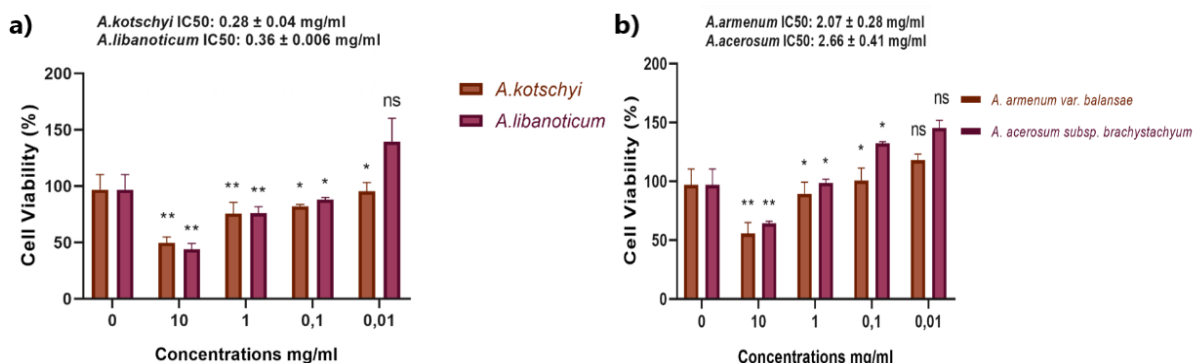 a)
A.kotschyi IC50: 0.28 ± 0.04 mg/ml
A.libanoticum IC50: 0.36 ± 0.006 mg/ml
200
150
100
50
0
Cell Viability (%)
** ** ** ** * * * ns
0 10 1 0,1 0,01
Concentrations mg/ml
A.kotschyi
A.libanoticum
b)
A.armenum IC50: 2.07 ± 0.28 mg/ml
A.acerosum IC50: 2.66 ± 0.41 mg/ml
200
150
100
50
0
Cell Viability (%)
** ** * * * * ns ns
0 10 1 0,1 0,01
Concentrations mg/ml
A. armenum var. balansae
A. acerosum subsp. brachystachyum